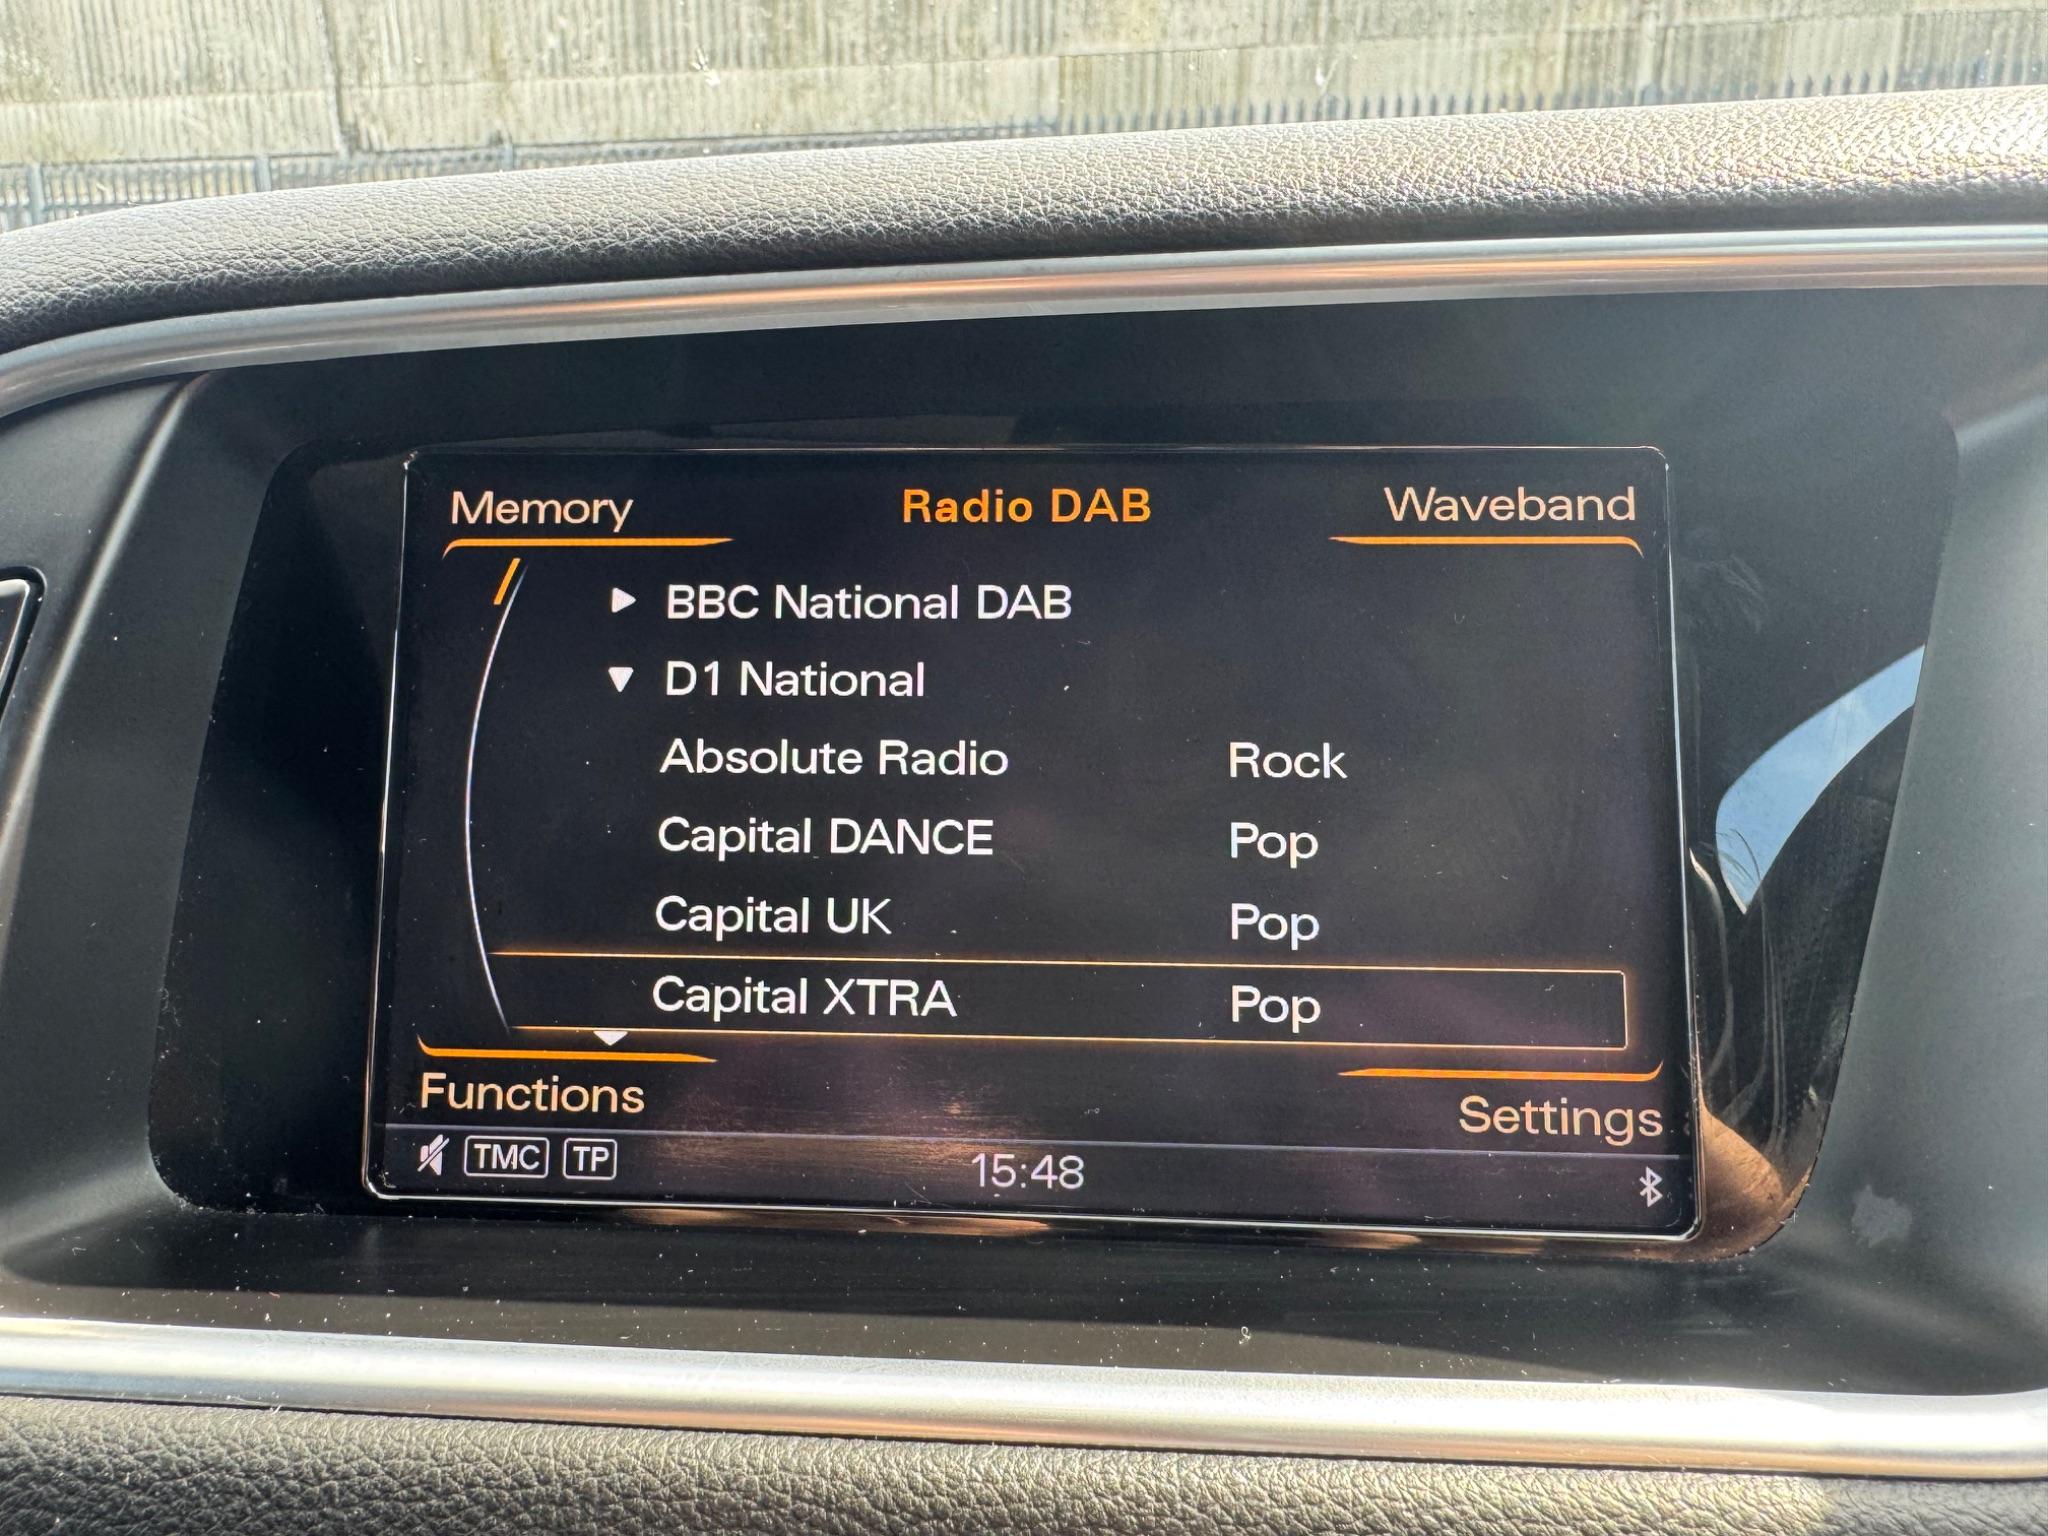 Memory Radio DAB Waveband
BBC National DAB
D1 National
Absolute Radio Rock
Capital DANCE Pop
Capital UK Pop
Capital XTRA Pop
Functions Settings
TMC TP 15:48